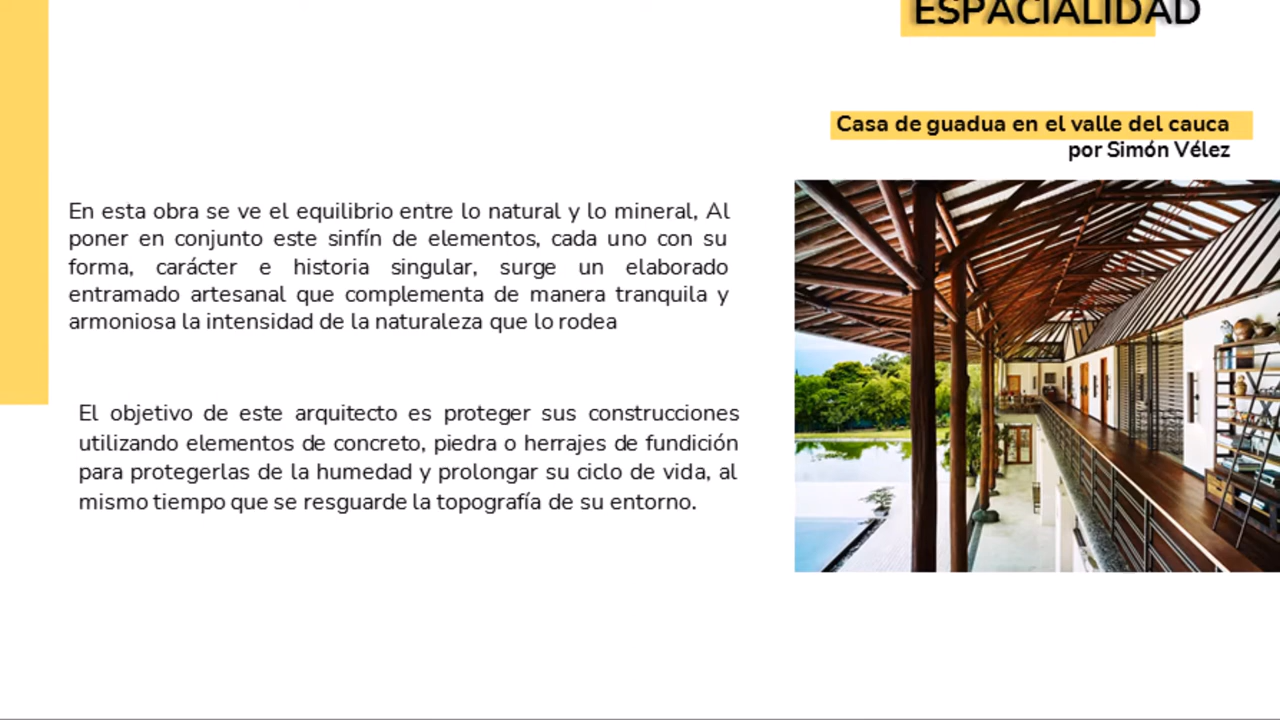 ESPACIALIDAD
Casa de guadua en el valle del cauca
por Simón Vélez
En esta obra se ve el equilibrio entre lo natural y lo mineral, Al
poner en conjunto este sinfín de elementos, cada uno con su
forma, carácter e historia singular, surge un elaborado
entramado artesanal que complementa de manera tranquila y
armoniosa la intensidad de la naturaleza que lo rodea
El objetivo de este arquitecto es proteger sus construcciones
utilizando elementos de concreto, piedra o herrajes de fundición
para protegerlas de la humedad y prolongar su ciclo de vida, al
mismo tiempo que se resguarde la topografía de su entorno.